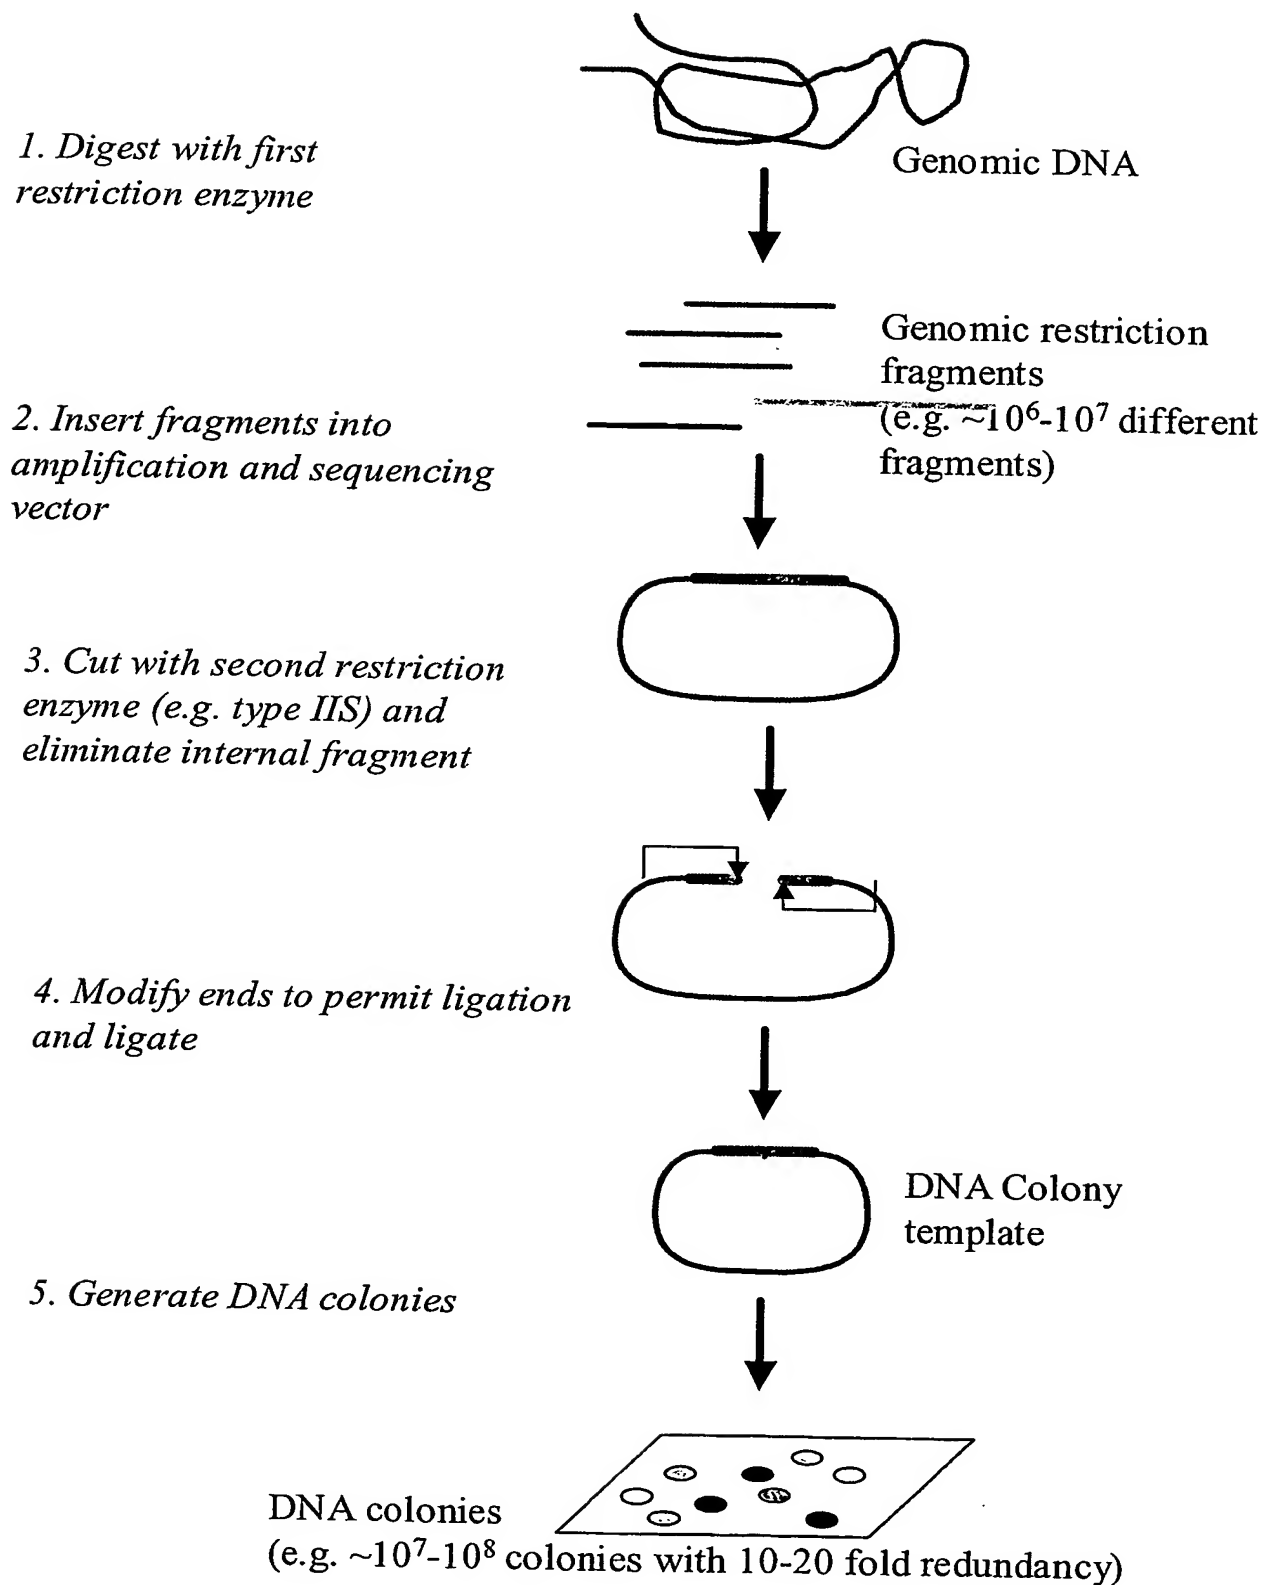 Genomic DNA
1. Digest with first
restriction enzyme
Genomic restriction
fragments
(e.g. ~10⁶-10⁷ different
fragments)
2. Insert fragments into
amplification and sequencing
vector
3. Cut with second restriction
enzyme (e.g. type IIS) and
eliminate internal fragment
4. Modify ends to permit ligation
and ligate
DNA Colony
template
5. Generate DNA colonies
DNA colonies
(e.g. ~10⁷-10⁸ colonies with 10-20 fold redundancy)